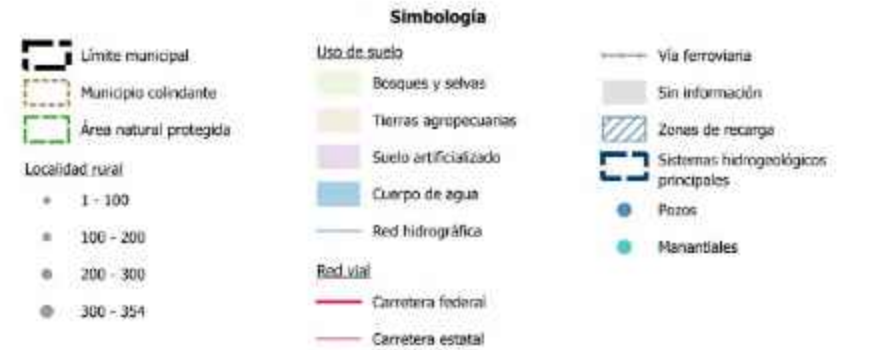 Simbología
Límite municipal
Municipio colindante
Área natural protegida
Localidad rural
1 - 100
100 - 200
200 - 300
300 - 354
Uso de suelo
Bosques y selvas
Tierras agropecuarias
Suelo artificializado
Cuerpo de agua
Red hidrográfica
Red vial
Carretera federal
Carretera estatal
Vía ferroviaria
Sin información
Zonas de recarga
Sistemas hidrogeológicos
principales
Pozos
Manantiales